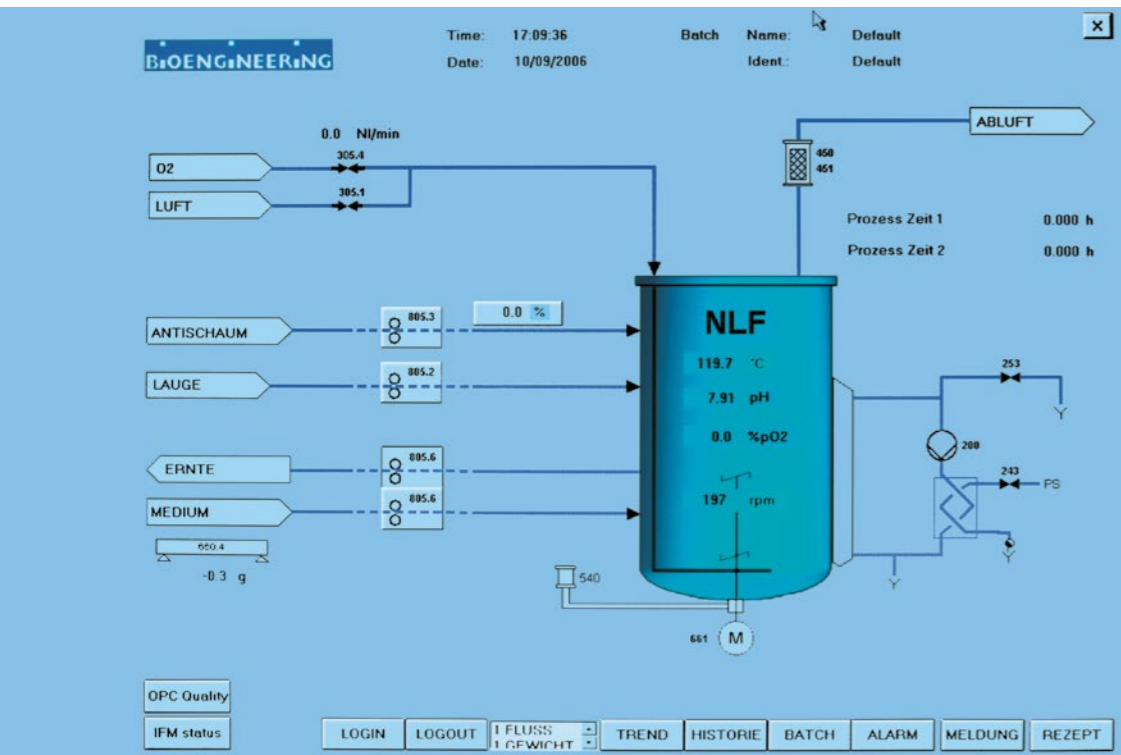 BiOENGiNEERiNG
Time: 17:09:36 Batch Name: Default
Date: 10/09/2006 Ident.: Default
ABLUFT
0.0 Nl/min
O2 305.4
LUFT 305.1
460
461
Prozess Zeit 1 0.000 h
Prozess Zeit 2 0.000 h
ANTISCHAUM 805.3 0.0 %
NLF
119.7 °C
LAUGE 805.2
7.91 pH
253
0.0 %pO2
200
ERNTE 805.6
243
PS
MEDIUM 805.6
197 rpm
660.4
-0.3 g
540
661 M
OPC Quality
IFM status
LOGIN LOGOUT 1 FLUSS TREND HISTORIE BATCH ALARM MELDUNG REZEPT
1 GEWICHT